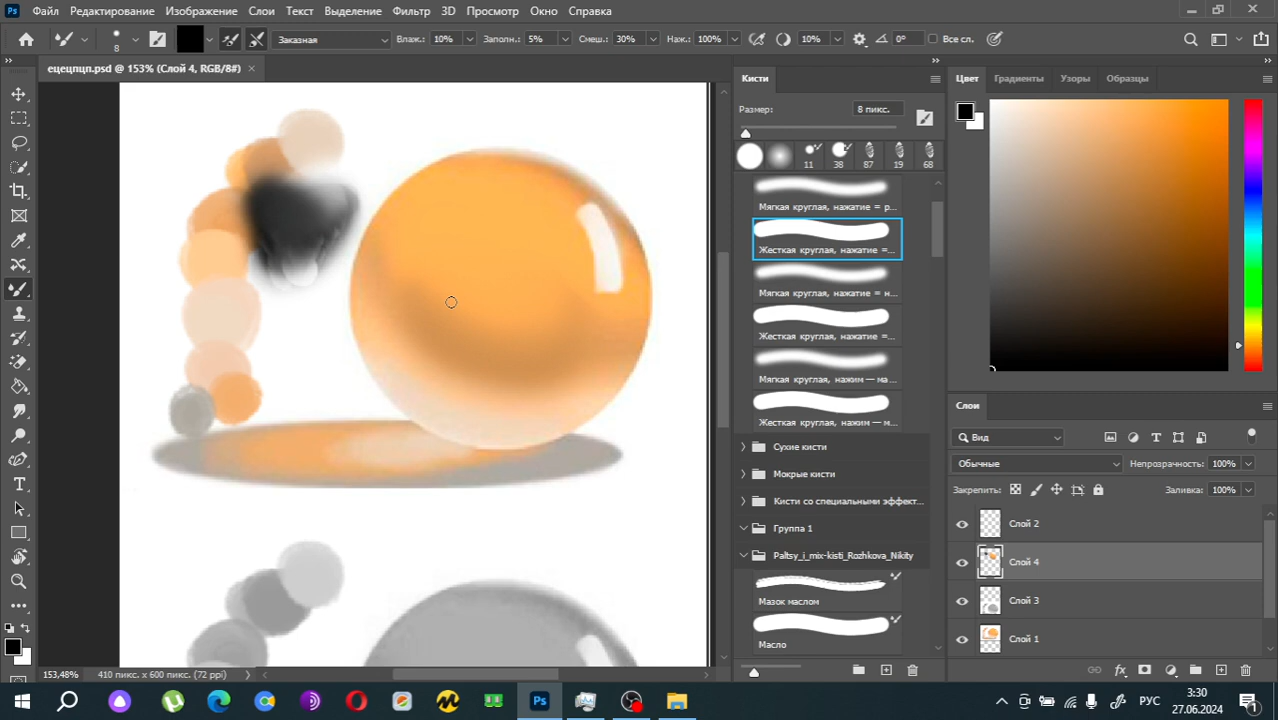 Ps Файл Редактирование Изображение Слои Текст Выделение Фильтр 3D Просмотр Окно Справка
8 Заказная Влаж.: 10% Заполн.: 5% Смеш.: 30% Наж.: 100% 10% 0° Все сл.
ецецпцп.psd @ 153% (Слой 4, RGB/8#)
Кисти
Размер: 8 пикс.
11 38 87 19 68
Мягкая круглая, нажатие = р...
Жесткая круглая, нажатие =...
Мягкая круглая, нажатие = н...
Жесткая круглая, нажатие =...
Мягкая круглая, нажим — ма...
Жесткая круглая, нажим — м...
Сухие кисти
Мокрые кисти
Кисти со специальными эффект...
Группа 1
Paltsy_i_mix-kisti_Rozhkova_Nikity
Мазок маслом
Масло
Цвет Градиенты Узоры Образцы
Слои
Вид
Обычные Непрозрачность: 100%
Закрепить: Заливка: 100%
Слой 2
Слой 4
Слой 3
Слой 1
153,48% 410 пикс. x 600 пикс. (72 ppi)
Ps РУС 3:30
27.06.2024
1